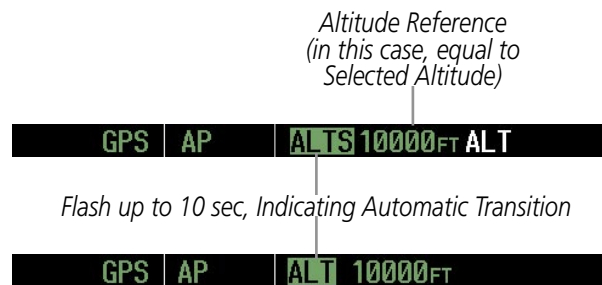 Altitude Reference
(in this case, equal to
Selected Altitude)
GPS AP ALTS 10000FT ALT
Flash up to 10 sec, Indicating Automatic Transition
GPS AP ALT 10000FT